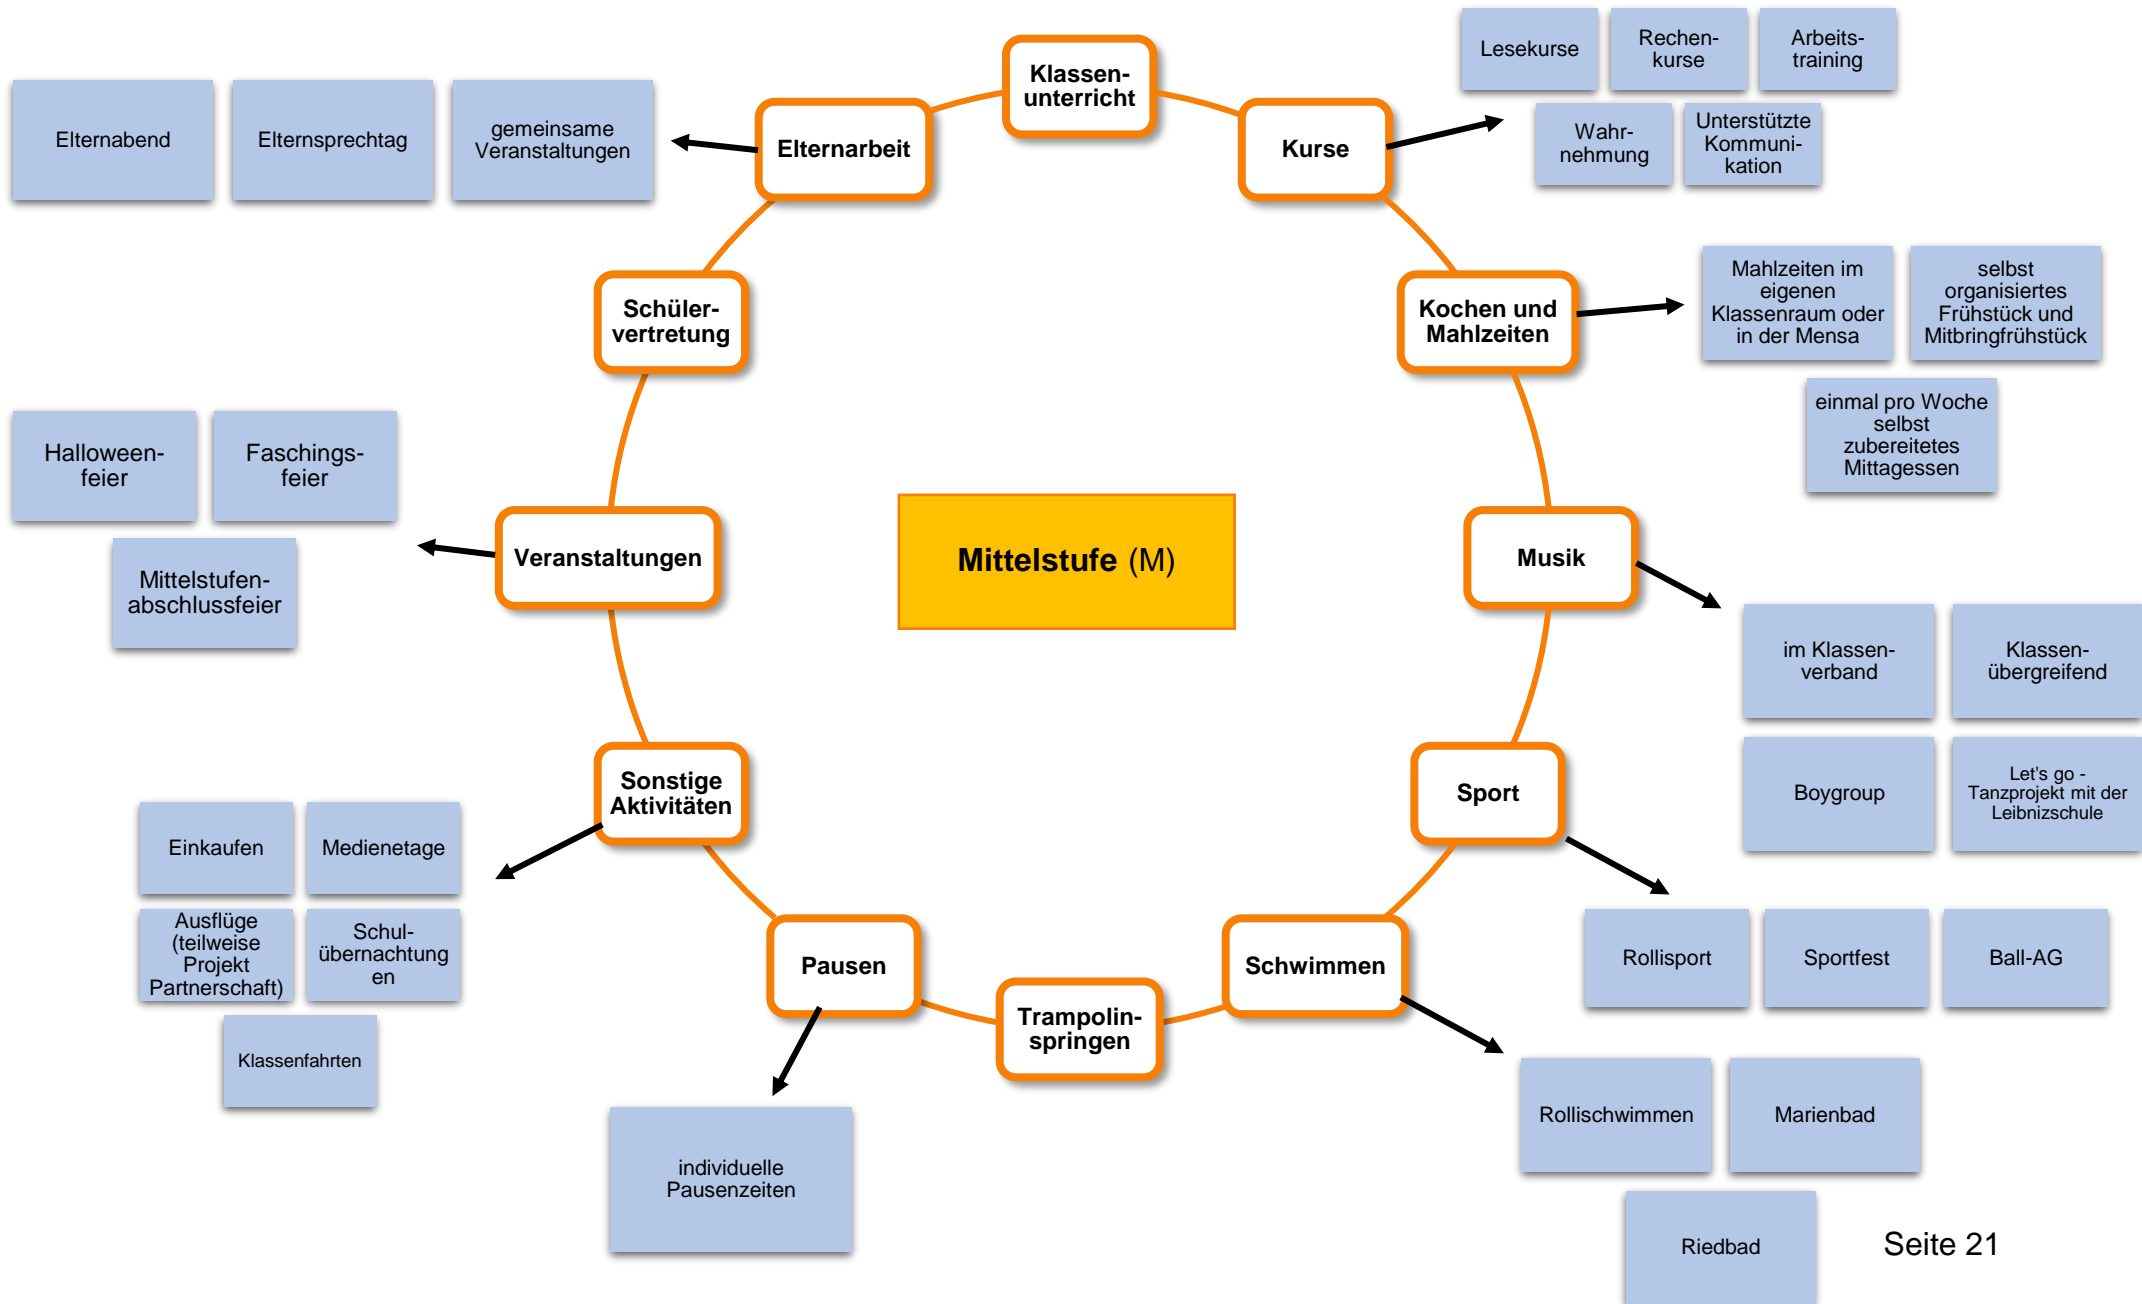 Klassen-
unterricht
Kurse
Lesekurse
Rechen-
kurse
Arbeits-
training
Wahr-
nehmung
Unterstützte
Kommuni-
kation
Kochen und
Mahlzeiten
Mahlzeiten im
eigenen
Klassenraum oder
in der Mensa
selbst
organisiertes
Frühstück und
Mitbringfrühstück
einmal pro Woche
selbst
zubereitetes
Mittagessen
Musik
im Klassen-
verband
Klassen-
übergreifend
Boygroup
Let's go -
Tanzprojekt mit der
Leibnizschule
Sport
Rollisport
Sportfest
Ball-AG
Schwimmen
Rollischwimmen
Marienbad
Riedbad
Trampolin-
springen
Pausen
individuelle
Pausenzeiten
Sonstige
Aktivitäten
Einkaufen
Medienetage
Ausflüge
(teilweise
Projekt
Partnerschaft)
Schul-
übernachtung
en
Klassenfahrten
Veranstaltungen
Halloween-
feier
Faschings-
feier
Mittelstufen-
abschlussfeier
Schüler-
vertretung
Elternarbeit
Elternabend
Elternsprechtag
gemeinsame
Veranstaltungen
Mittelstufe (M)
Seite 21